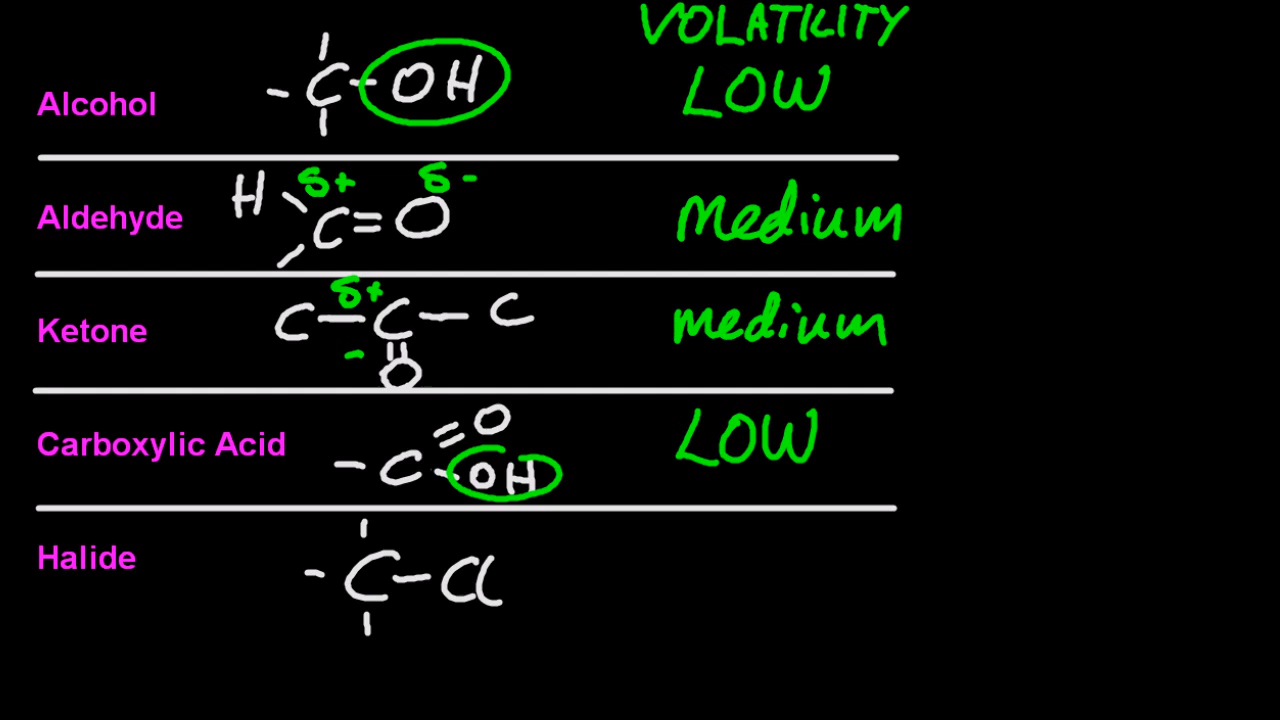 VOLATILITY
Alcohol -C-OH LOW
Aldehyde H δ+ δ- C=O Medium
Ketone C-C-C δ+ - O medium
Carboxylic Acid -C=O OH LOW
Halide -C-Cl